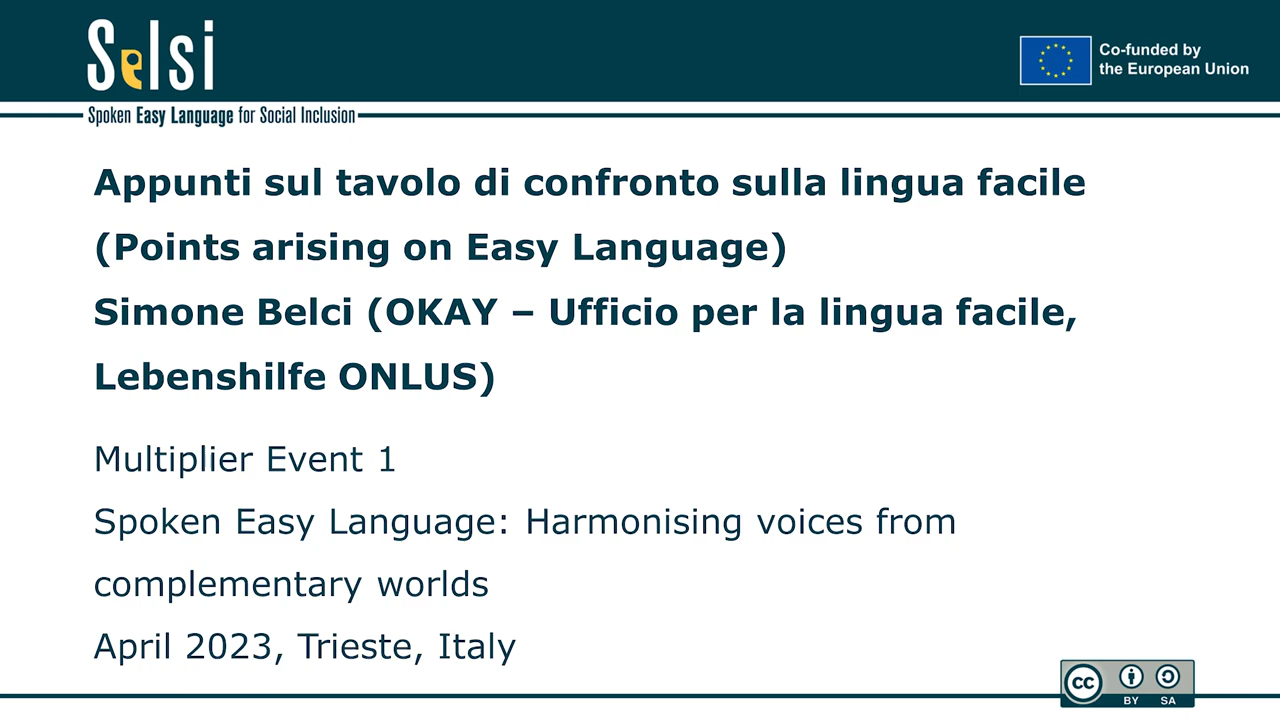 Selsi
Co-funded by
the European Union
Spoken Easy Language for Social Inclusion
Appunti sul tavolo di confronto sulla lingua facile
(Points arising on Easy Language)
Simone Belci (OKAY – Ufficio per la lingua facile,
Lebenshilfe ONLUS)
Multiplier Event 1
Spoken Easy Language: Harmonising voices from
complementary worlds
April 2023, Trieste, Italy
cc
BY SA